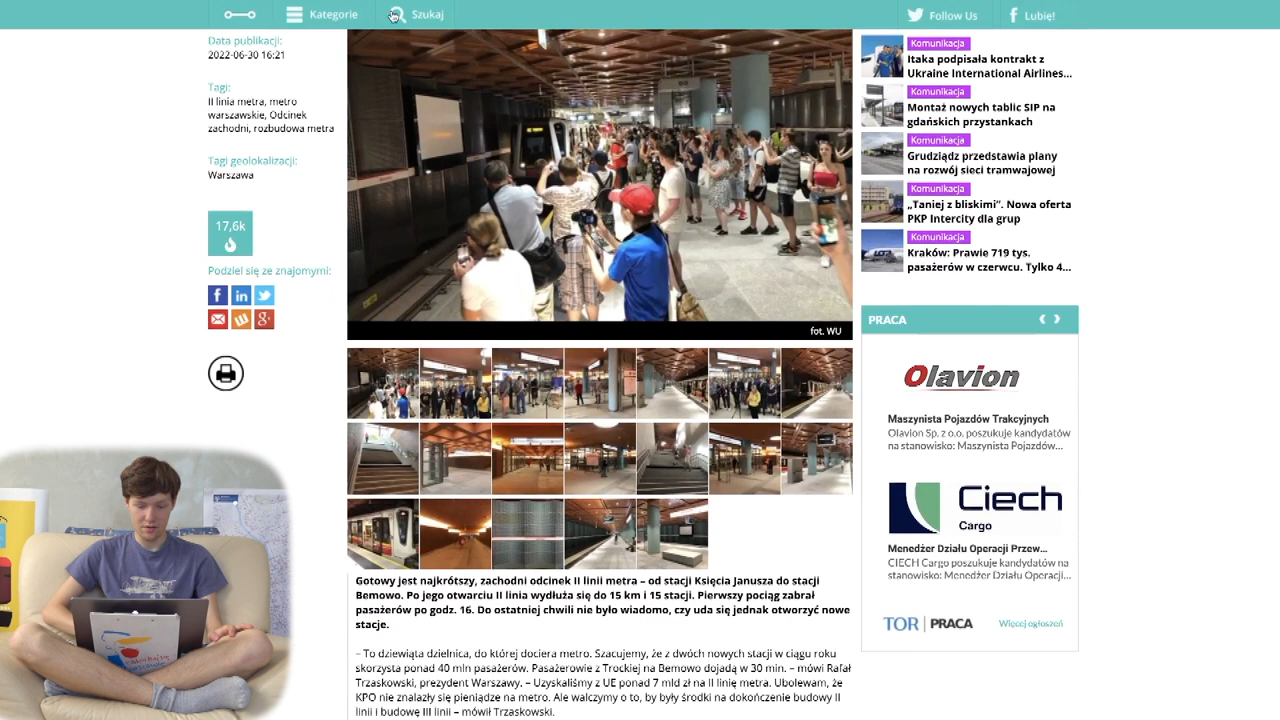 Kategorie
Szukaj
Follow Us
Lubię!
Data publikacji:
2022-06-30 16:21
Tagi:
II linia metra, metro
warszawskie, Odcinek
zachodni, rozbudowa metra
Tagi geolokalizacji:
Warszawa
17,6k
Podziel się ze znajomymi:
fot. WU
Gotowy jest najkrótszy, zachodni odcinek II linii metra – od stacji Księcia Janusza do stacji
Bemowo. Po jego otwarciu II linia wydłuża się do 15 km i 15 stacji. Pierwszy pociąg zabrał
pasażerów po godz. 16. Do ostatniej chwili nie było wiadomo, czy uda się jednak otworzyć nowe
stacje.
– To dziewiąta dzielnica, do której dociera metro. Szacujemy, że z dwóch nowych stacji w ciągu roku
skorzysta ponad 40 mln pasażerów. Pasażerowie z Trockiej na Bemowo dojadą w 30 min. – mówi Rafał
Trzaskowski, prezydent Warszawy. – Uzyskaliśmy z UE ponad 7 mld zł na II linię metra. Ubolewam, że
KPO nie znalazły się pieniądze na metro. Ale walczymy o to, by były środki na dokończenie budowy II
linii i budowę III linii – mówił Trzaskowski.
Komunikacja
Itaka podpisała kontrakt z
Ukraine International Airlines...
Komunikacja
Montaż nowych tablic SIP na
gdańskich przystankach
Komunikacja
Grudziądz przedstawia plany
na rozwój sieci tramwajowej
Komunikacja
„Taniej z bliskimi”. Nowa oferta
PKP Intercity dla grup
Komunikacja
Kraków: Prawie 719 tys.
pasażerów w czerwcu. Tylko 4...
PRACA
Olavion
Maszynista Pojazdów Trakcyjnych
Olavion Sp. z o.o. poszukuje kandydatów
na stanowisko: Maszynista Pojazdów...
Ciech
Cargo
Menedżer Działu Operacji Przew...
CIECH Cargo poszukuje kandydatów na
stanowisko: Menedżer Działu Operacji...
TOR | PRACA
Więcej ogłoszeń